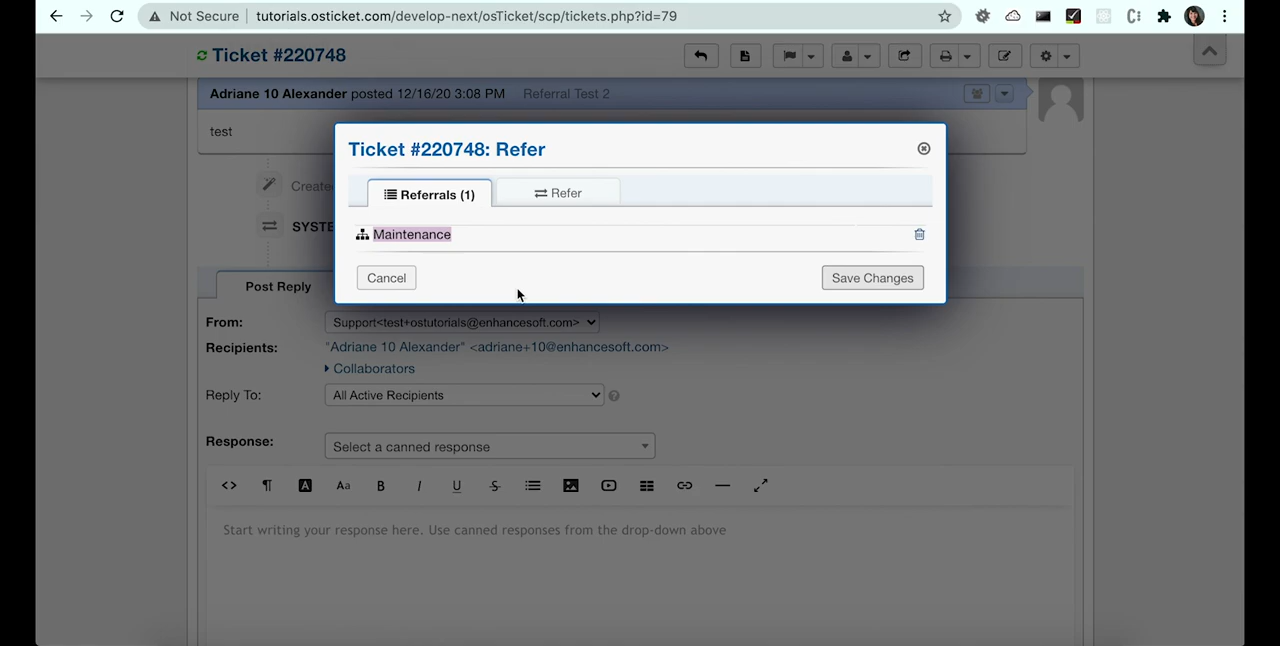 Not Secure tutorials.osticket.com/develop-next/osTicket/scp/tickets.php?id=79
Ticket #220748
Adriane 10 Alexander posted 12/16/20 3:08 PM Referral Test 2
test
Ticket #220748: Refer
Referrals (1) Refer
Maintenance
Cancel Save Changes
Create
SYSTE
Post Reply
From: Support<test+ostutorials@enhancesoft.com>
Recipients: "Adriane 10 Alexander" <adriane+10@enhancesoft.com>
Collaborators
Reply To: All Active Recipients
Response: Select a canned response
Start writing your response here. Use canned responses from the drop-down above